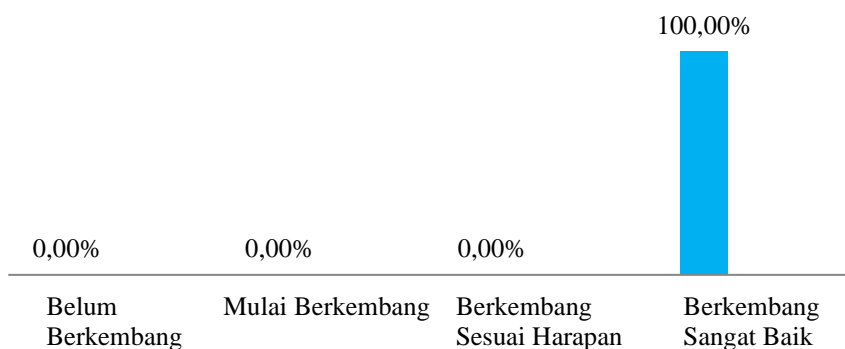 100,00%
0,00%
0,00%
0,00%
Belum
Berkembang
Mulai Berkembang
Berkembang
Sesuai Harapan
Berkembang
Sangat Baik